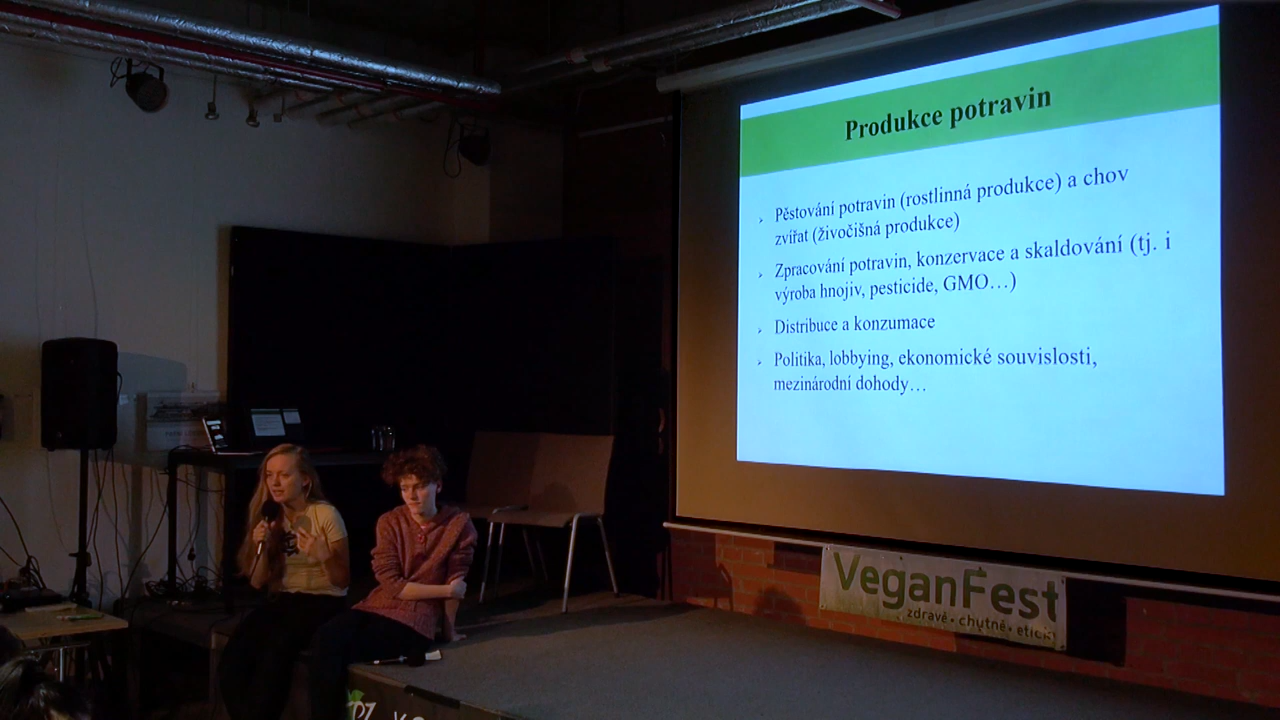 Produkce potravin
Pěstování potravin (rostlinná produkce) a chov
zvířat (živočišná produkce)
Zpracování potravin, konzervace a skaldování (tj. i
výroba hnojiv, pesticide, GMO…)
Distribuce a konzumace
Politika, lobbying, ekonomické souvislosti,
mezinárodní dohody…
VeganFest
zdravě • chutně • eticky